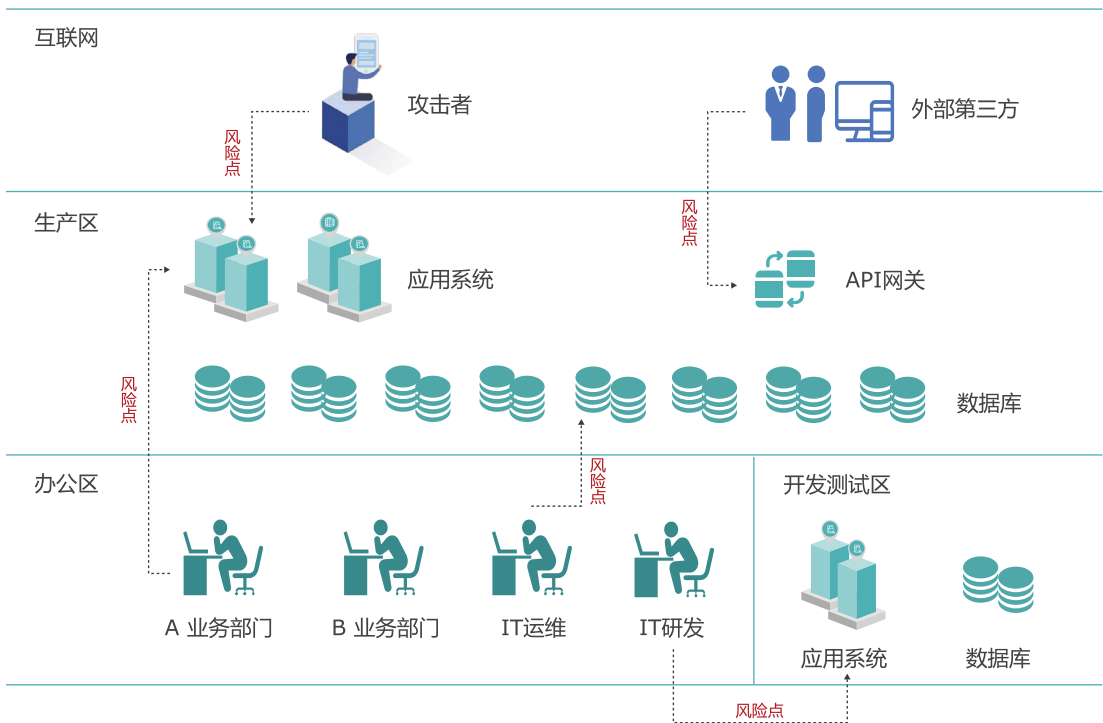 互联网
攻击者
外部第三方
风险点
风险点
生产区
应用系统
API网关
风险点
数据库
办公区
风险点
开发测试区
A 业务部门
B 业务部门
IT运维
IT研发
应用系统
数据库
风险点